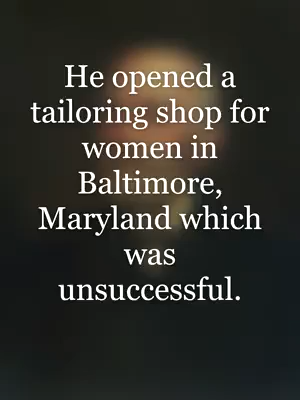 He opened a
tailoring shop for
women in
Baltimore,
Maryland which
was
unsuccessful.